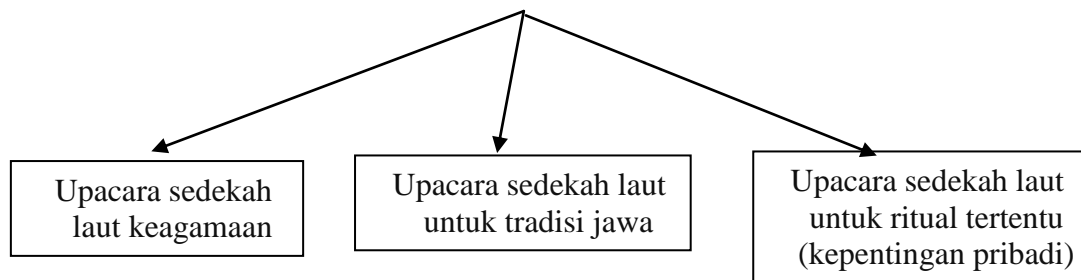 Upacara sedekah
laut keagamaan
Upacara sedekah laut
untuk tradisi jawa
Upacara sedekah laut
untuk ritual tertentu
(kepentingan pribadi)